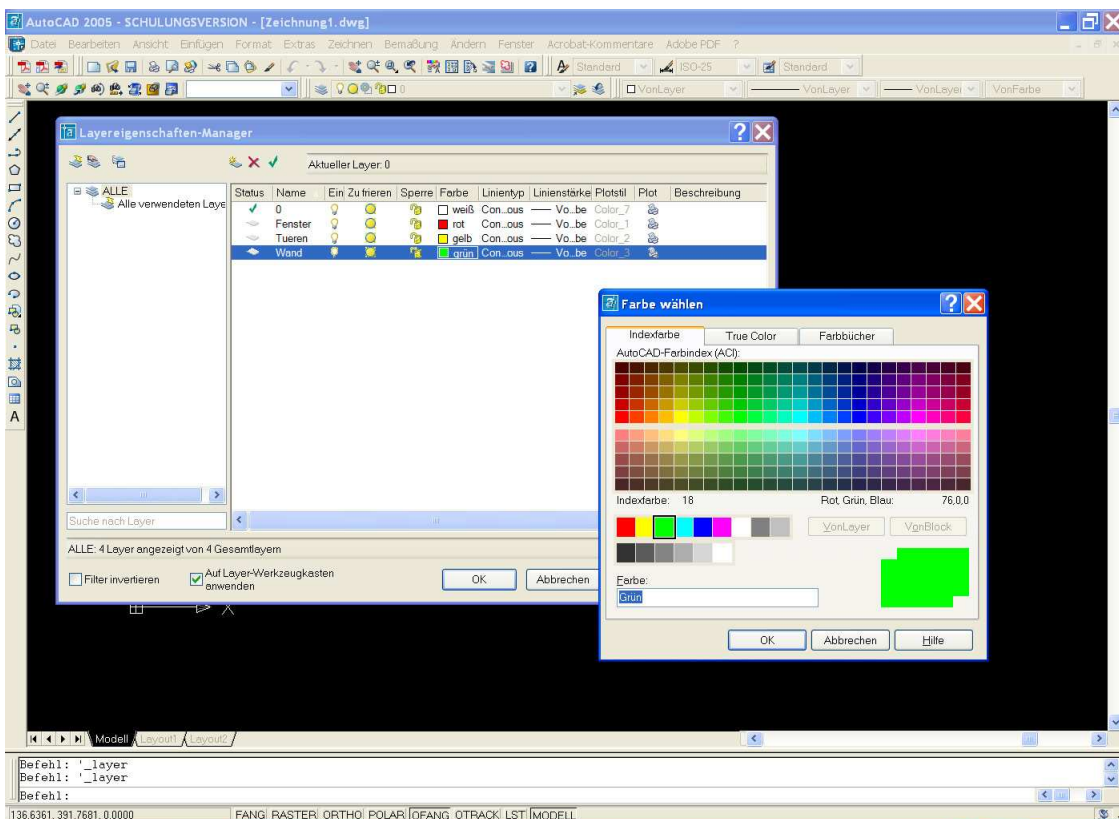 AutoCAD 2005 - SCHULUNGSVERSION - [Zeichnung1.dwg]
Datei Bearbeiten Ansicht Einfügen Format Extras Zeichnen Bemaßung Ändern Fenster Acrobat-Kommentare Adobe PDF ?
Standard ISO-25 Standard
0 VonLayer VonLayer VonLayer VonFarbe
Layereigenschaften-Manager
Aktueller Layer: 0
ALLE
Alle verwendeten Laye
Status Name Ein Zu frieren Sperre Farbe Linientyp Linienstärke Plotstil Plot Beschreibung
0 weiß Con...ous Vo...be Color_7
Fenster rot Con...ous Vo...be Color_1
Tueren gelb Con...ous Vo...be Color_2
Wand grün Con...ous Vo...be Color_3
Suche nach Layer
ALLE: 4 Layer angezeigt von 4 Gesamtlayern
Filter invertieren
Auf Layer-Werkzeugkasten anwenden
OK Abbrechen
Farbe wählen
Indexfarbe True Color Farbbücher
AutoCAD-Farbindex (ACI):
Indexfarbe: 18 Rot, Grün, Blau: 76,0,0
VonLayer VonBlock
Farbe:
Grün
OK Abbrechen Hilfe
X
Modell Layout1 Layout2
Befehl: '_layer
Befehl: '_layer
Befehl:
136.6361, 391.7681, 0.0000 FANG RASTER ORTHO POLAR OFANG OTRACK LST MODELL